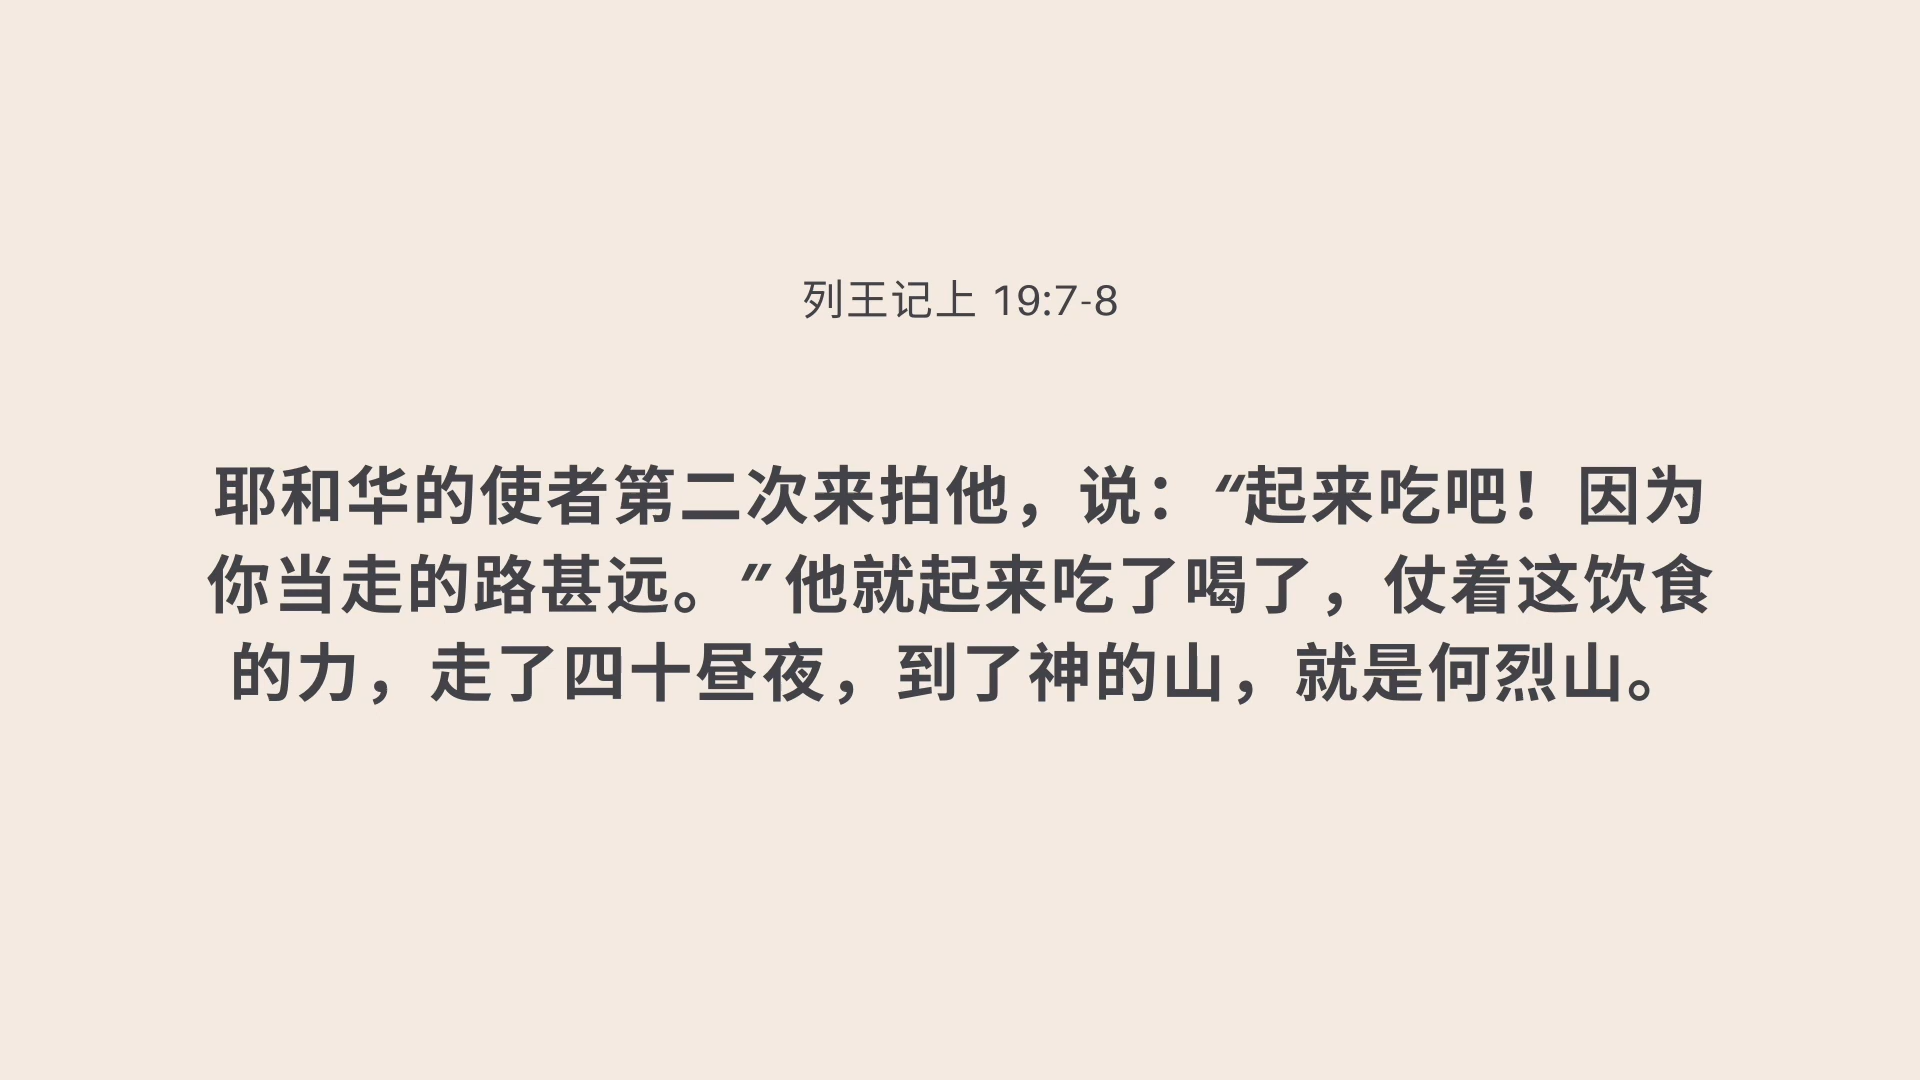 列王记上 19:7-8
耶和华的使者第二次来拍他，说：“起来吃吧！因为
你当走的路甚远。” 他就起来吃了喝了，仗着这饮食
的力，走了四十昼夜，到了神的山，就是何烈山。